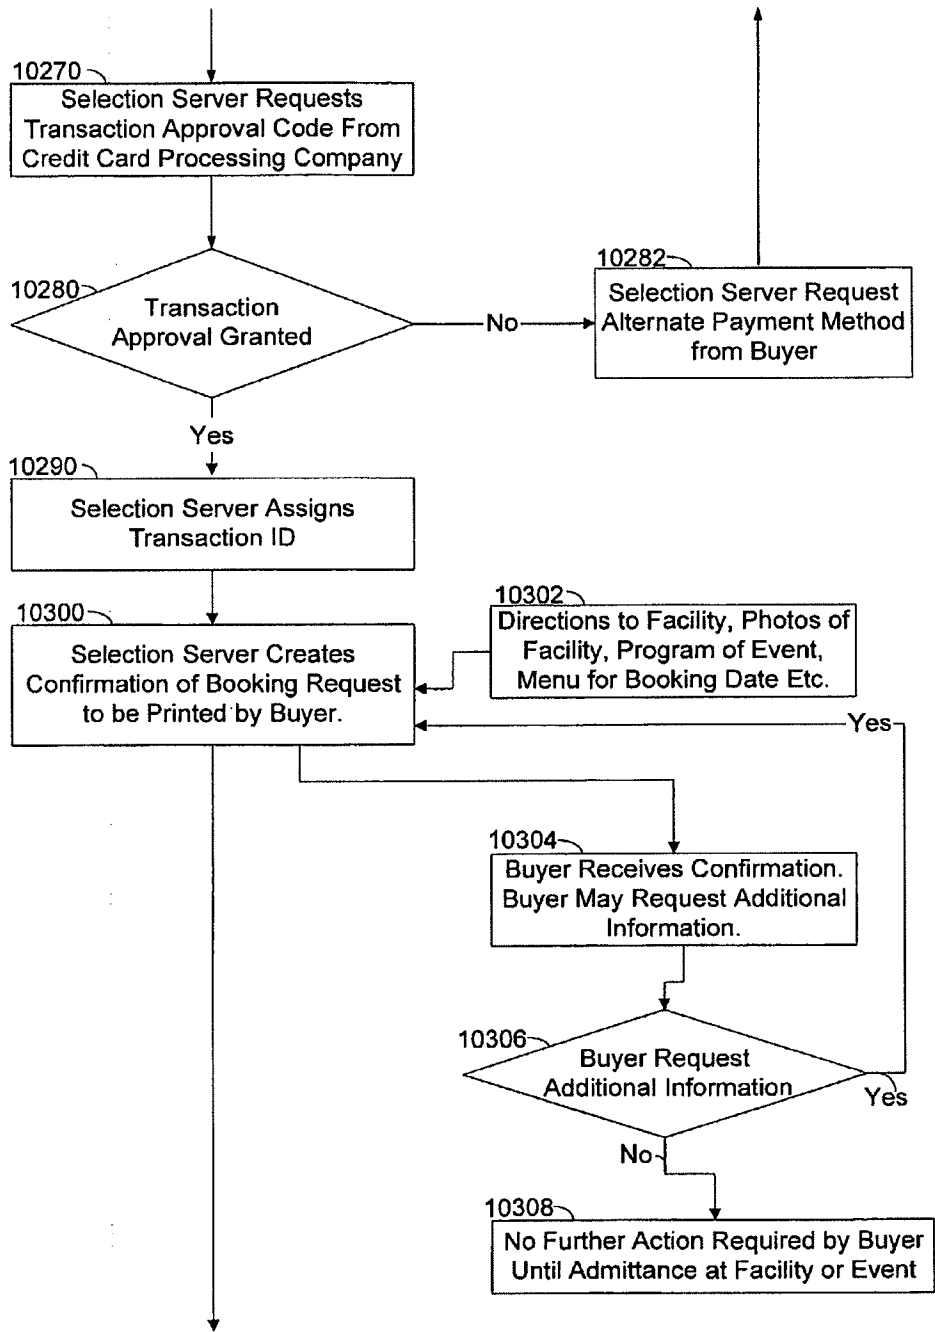 10270
Selection Server Requests
Transaction Approval Code From
Credit Card Processing Company
10280
Transaction
Approval Granted
No
10282
Selection Server Request
Alternate Payment Method
from Buyer
Yes
10290
Selection Server Assigns
Transaction ID
10300
Selection Server Creates
Confirmation of Booking Request
to be Printed by Buyer.
10302
Directions to Facility, Photos of
Facility, Program of Event,
Menu for Booking Date Etc.
Yes
10304
Buyer Receives Confirmation.
Buyer May Request Additional
Information.
10306
Buyer Request
Additional Information
Yes
No
10308
No Further Action Required by Buyer
Until Admittance at Facility or Event